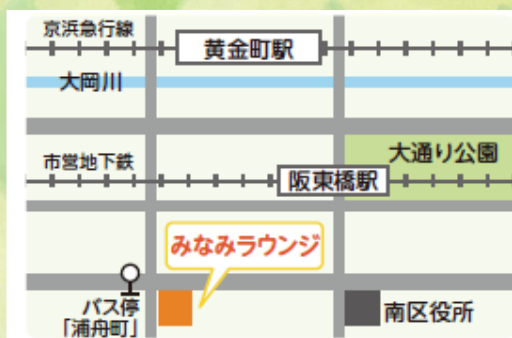 京浜急行線
黄金町駅
大岡川
大通り公園
市営地下鉄
阪東橋駅
みなみラウンジ
バス停
「浦舟町」
南区役所